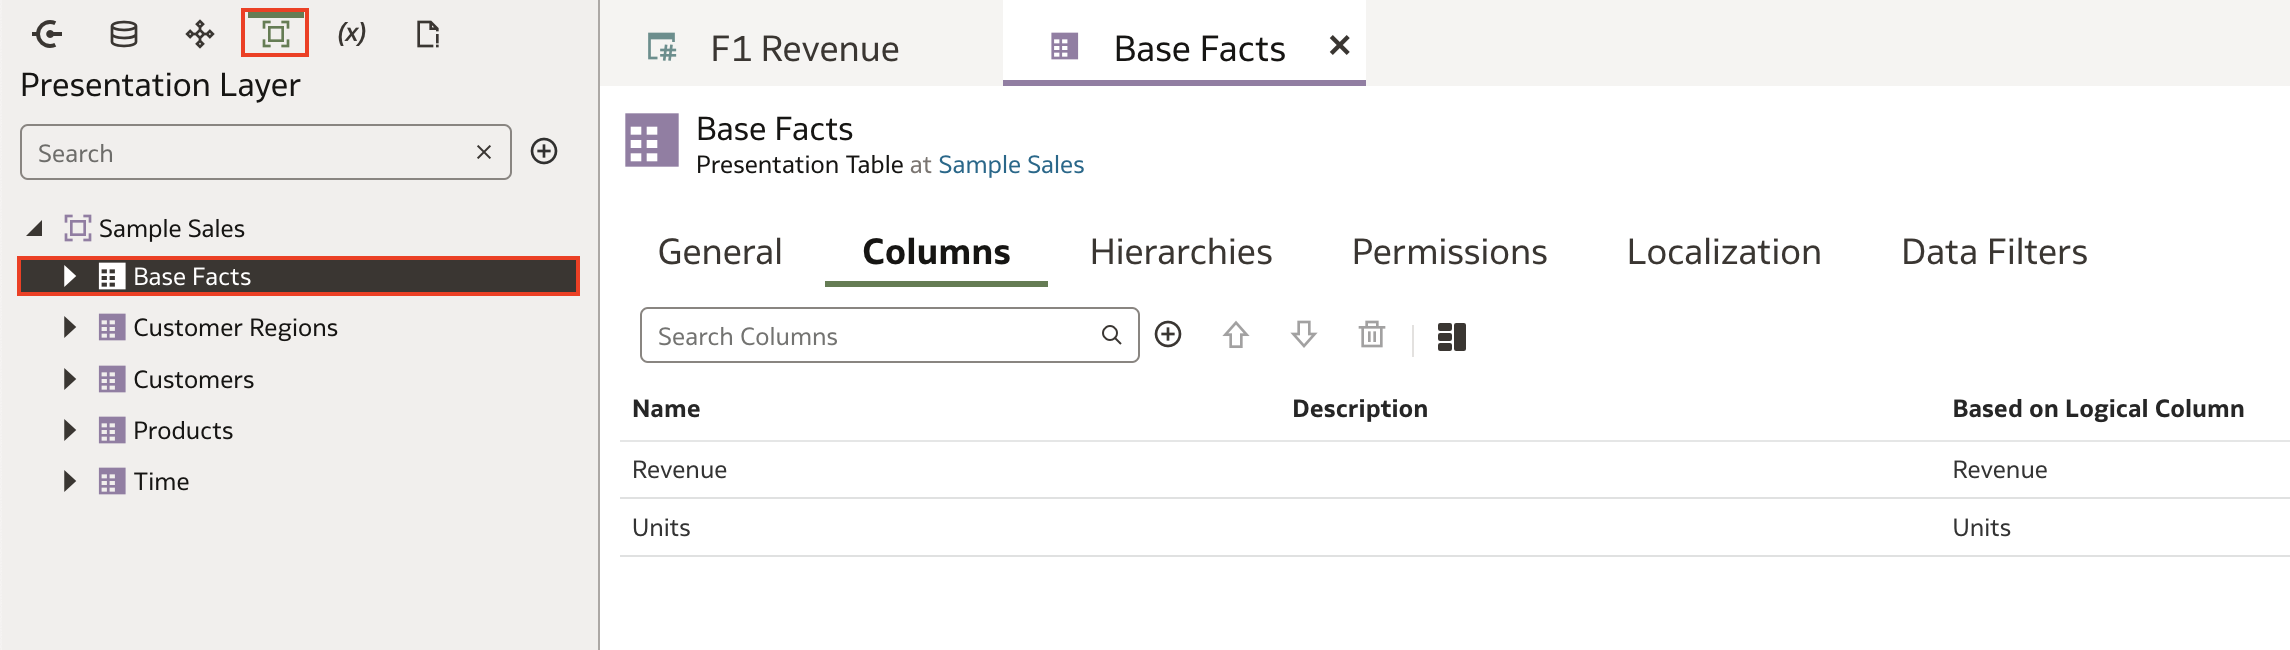 (x)
Presentation Layer
Search
Sample Sales
Base Facts
Customer Regions
Customers
Products
Time
F1 Revenue
Base Facts
Base Facts
Presentation Table at Sample Sales
General Columns Hierarchies Permissions Localization Data Filters
Search Columns
Name Description Based on Logical Column
Revenue Revenue
Units Units